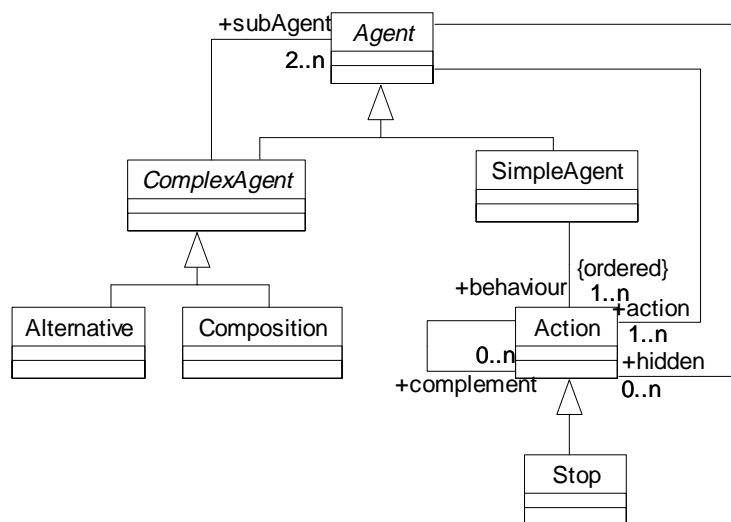 +subAgent
Agent
2..n
ComplexAgent
SimpleAgent
{ordered}
+behaviour
1..n
+action
Alternative
Composition
Action
1..n
0..n
+hidden
+complement
0..n
Stop